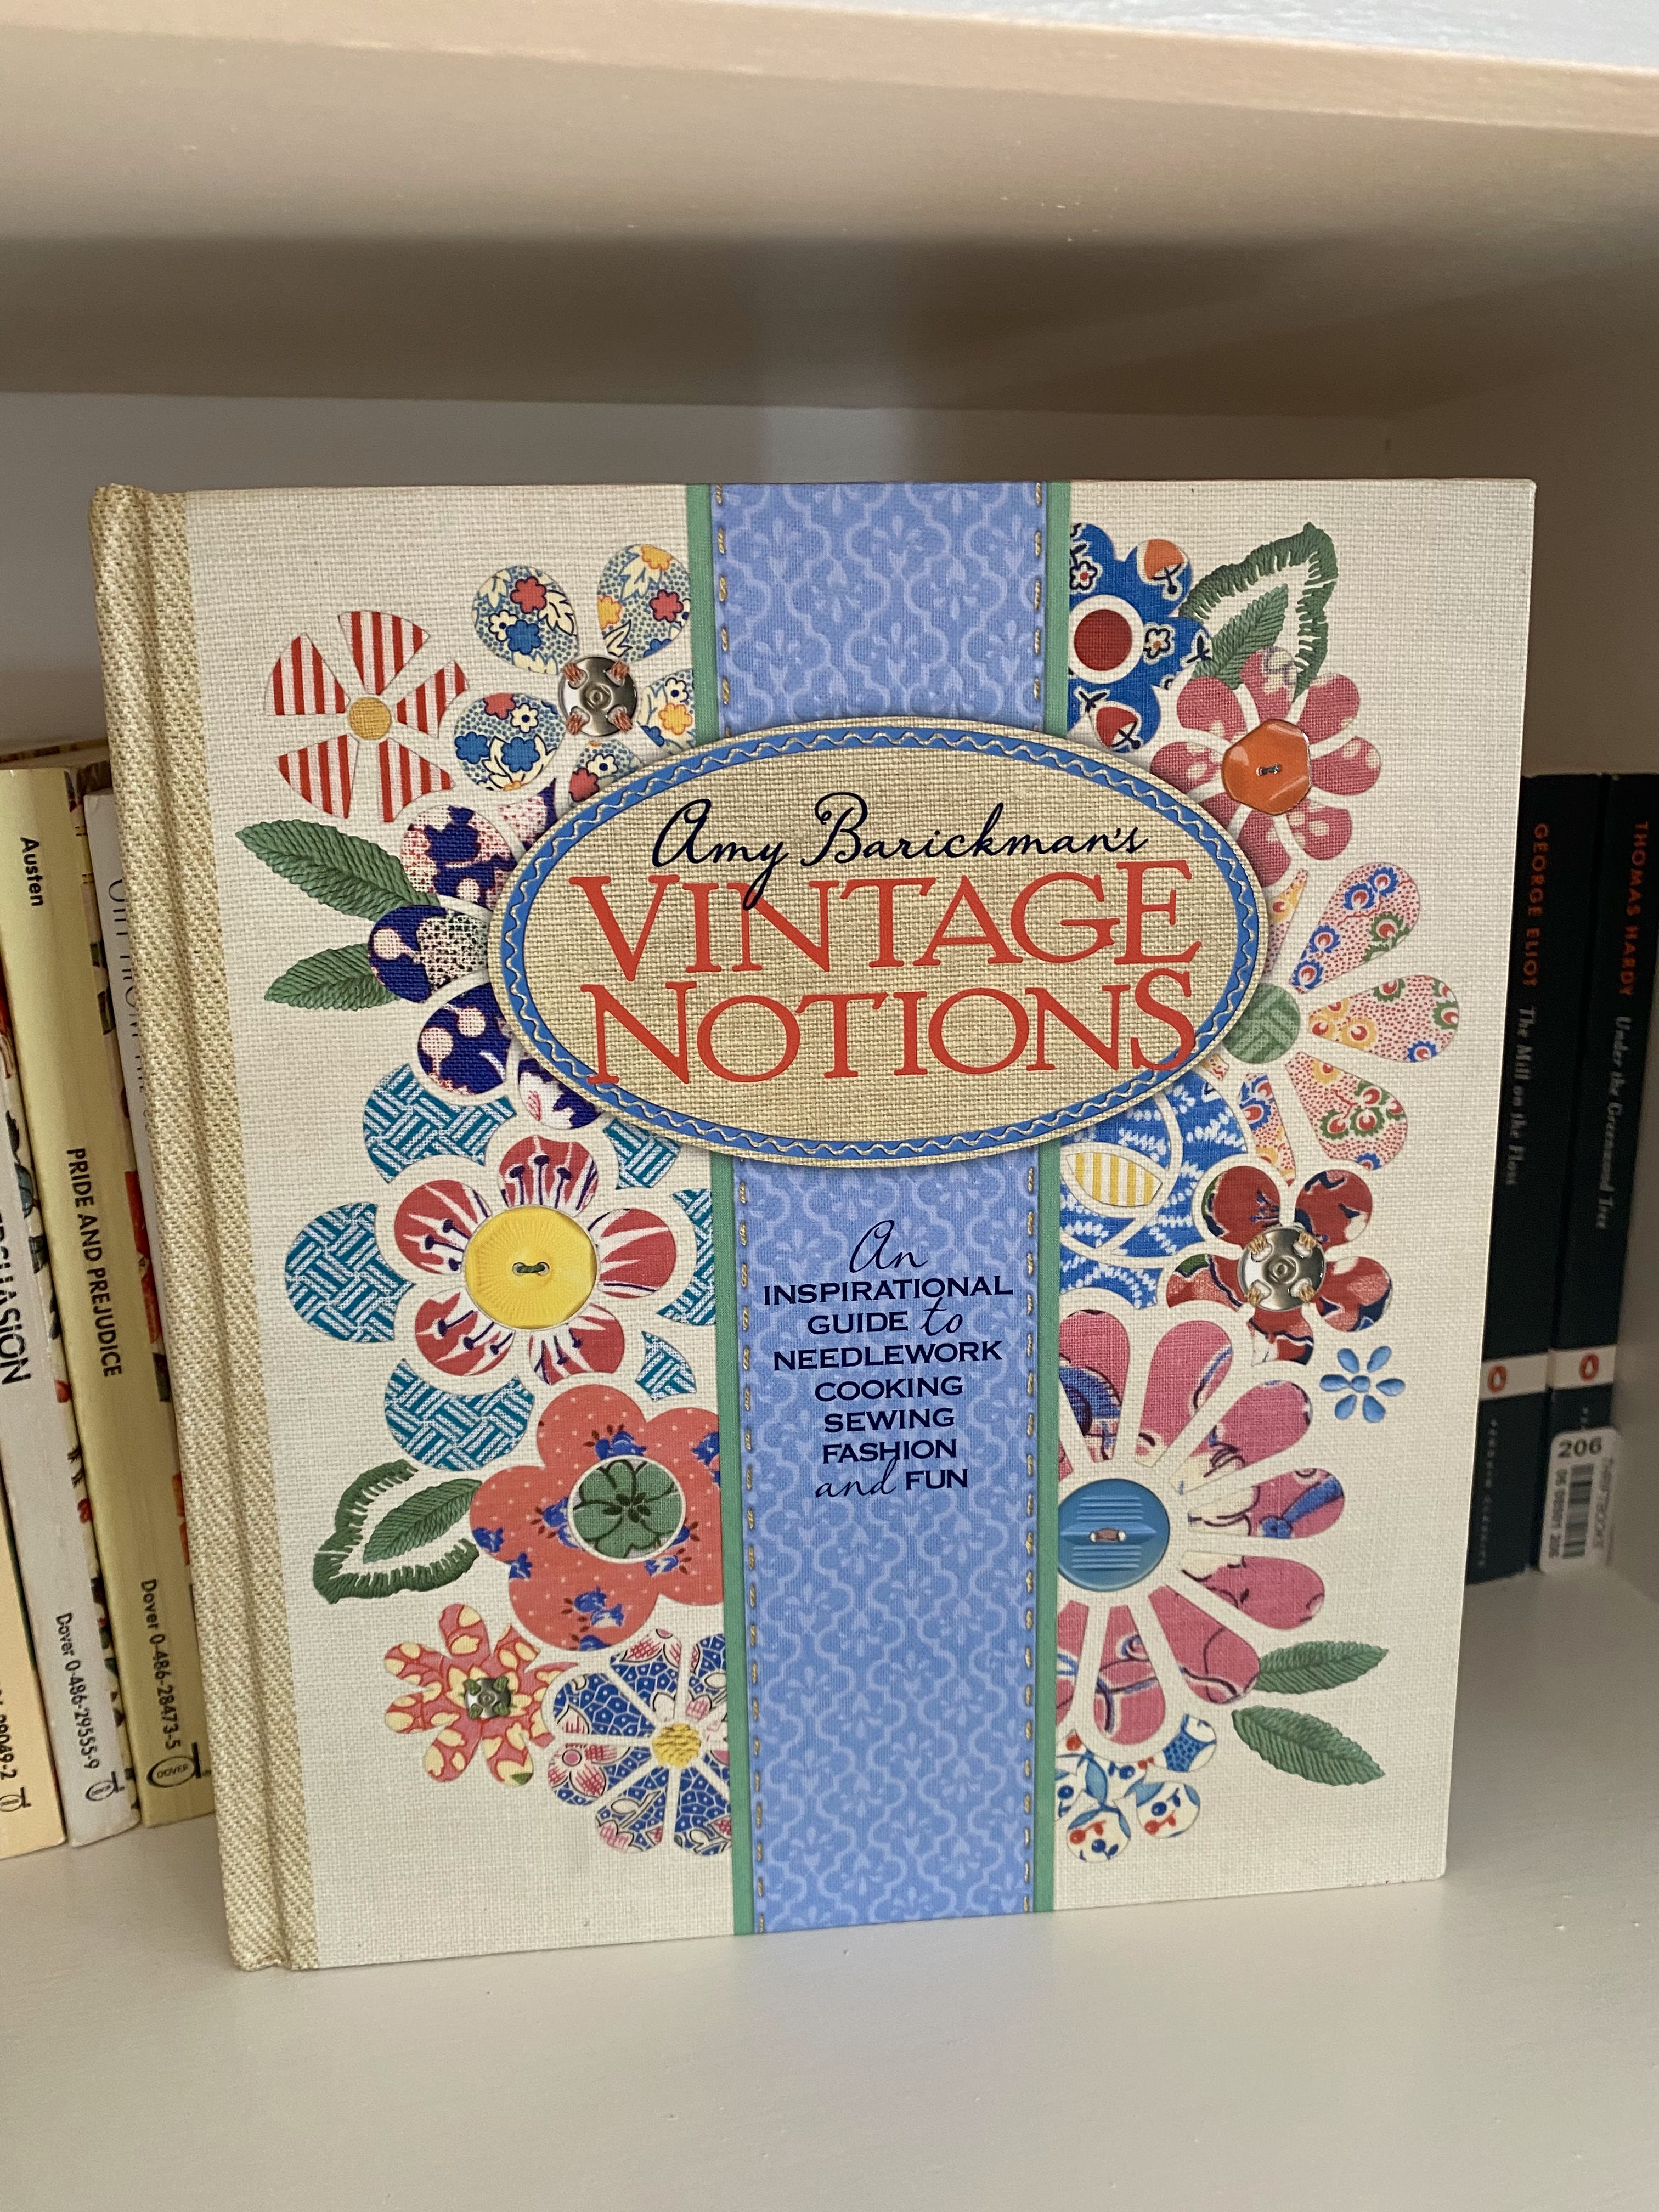 Amy Barickman's
VINTAGE
NOTIONS
An
INSPIRATIONAL
GUIDE to
NEEDLEWORK
COOKING
SEWING
FASHION
and FUN
Austen
PRIDE AND PREJUDICE
Dover 0-486-28473-5
DOVER
Dover 0-486-29555-9
GEORGE ELIOT The Mill on the Floss
THOMAS HARDY Under the Greenwood Tree
206